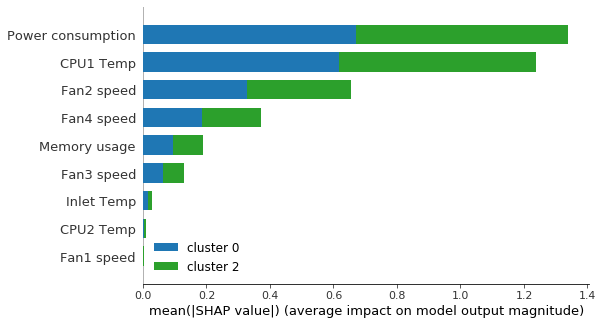 Power consumption
CPU1 Temp
Fan2 speed
Fan4 speed
Memory usage
Fan3 speed
Inlet Temp
CPU2 Temp
Fan1 speed
cluster 0
cluster 2
0.0 0.2 0.4 0.6 0.8 1.0 1.2 1.4
mean(|SHAP value|) (average impact on model output magnitude)